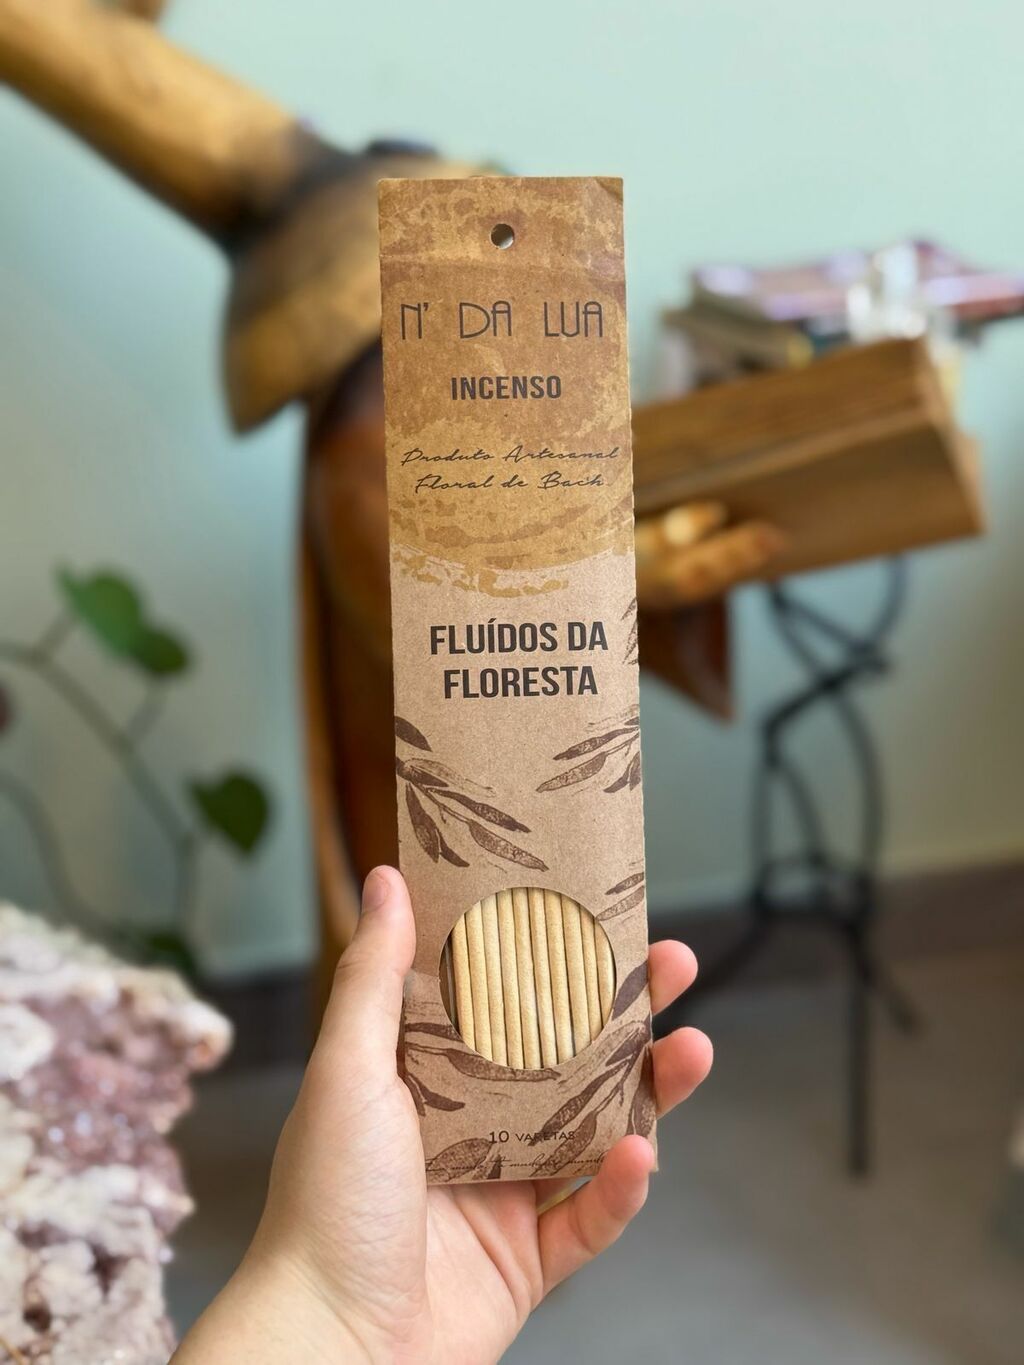 N' DA LUA
INCENSO
Produto Artesanal
Floral de Bach
FLUÍDOS DA
FLORESTA
10 VARETAS